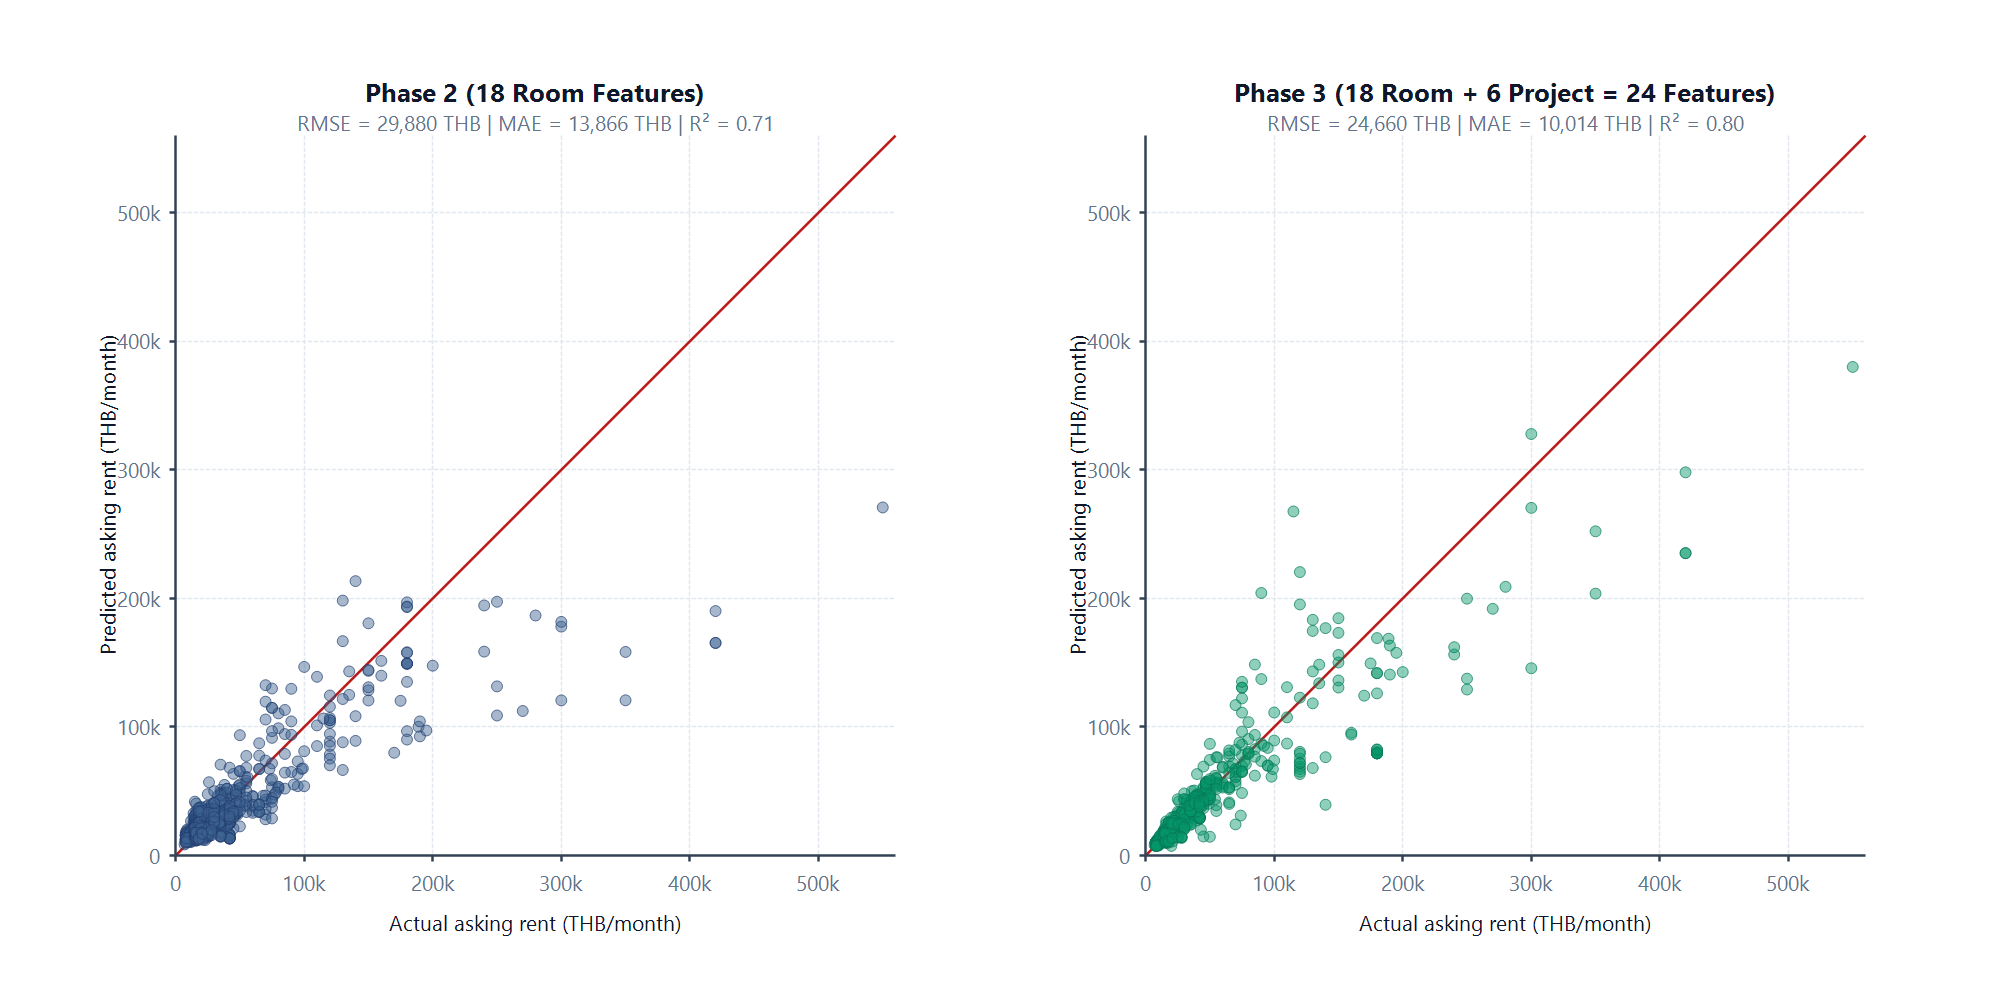 Phase 2 (18 Room Features)
RMSE = 29,880 THB | MAE = 13,866 THB | R² = 0.71
500k
400k
300k
200k
100k
0
Predicted asking rent (THB/month)
0 100k 200k 300k 400k 500k
Actual asking rent (THB/month)
Phase 3 (18 Room + 6 Project = 24 Features)
RMSE = 24,660 THB | MAE = 10,014 THB | R² = 0.80
500k
400k
300k
200k
100k
0
Predicted asking rent (THB/month)
0 100k 200k 300k 400k 500k
Actual asking rent (THB/month)